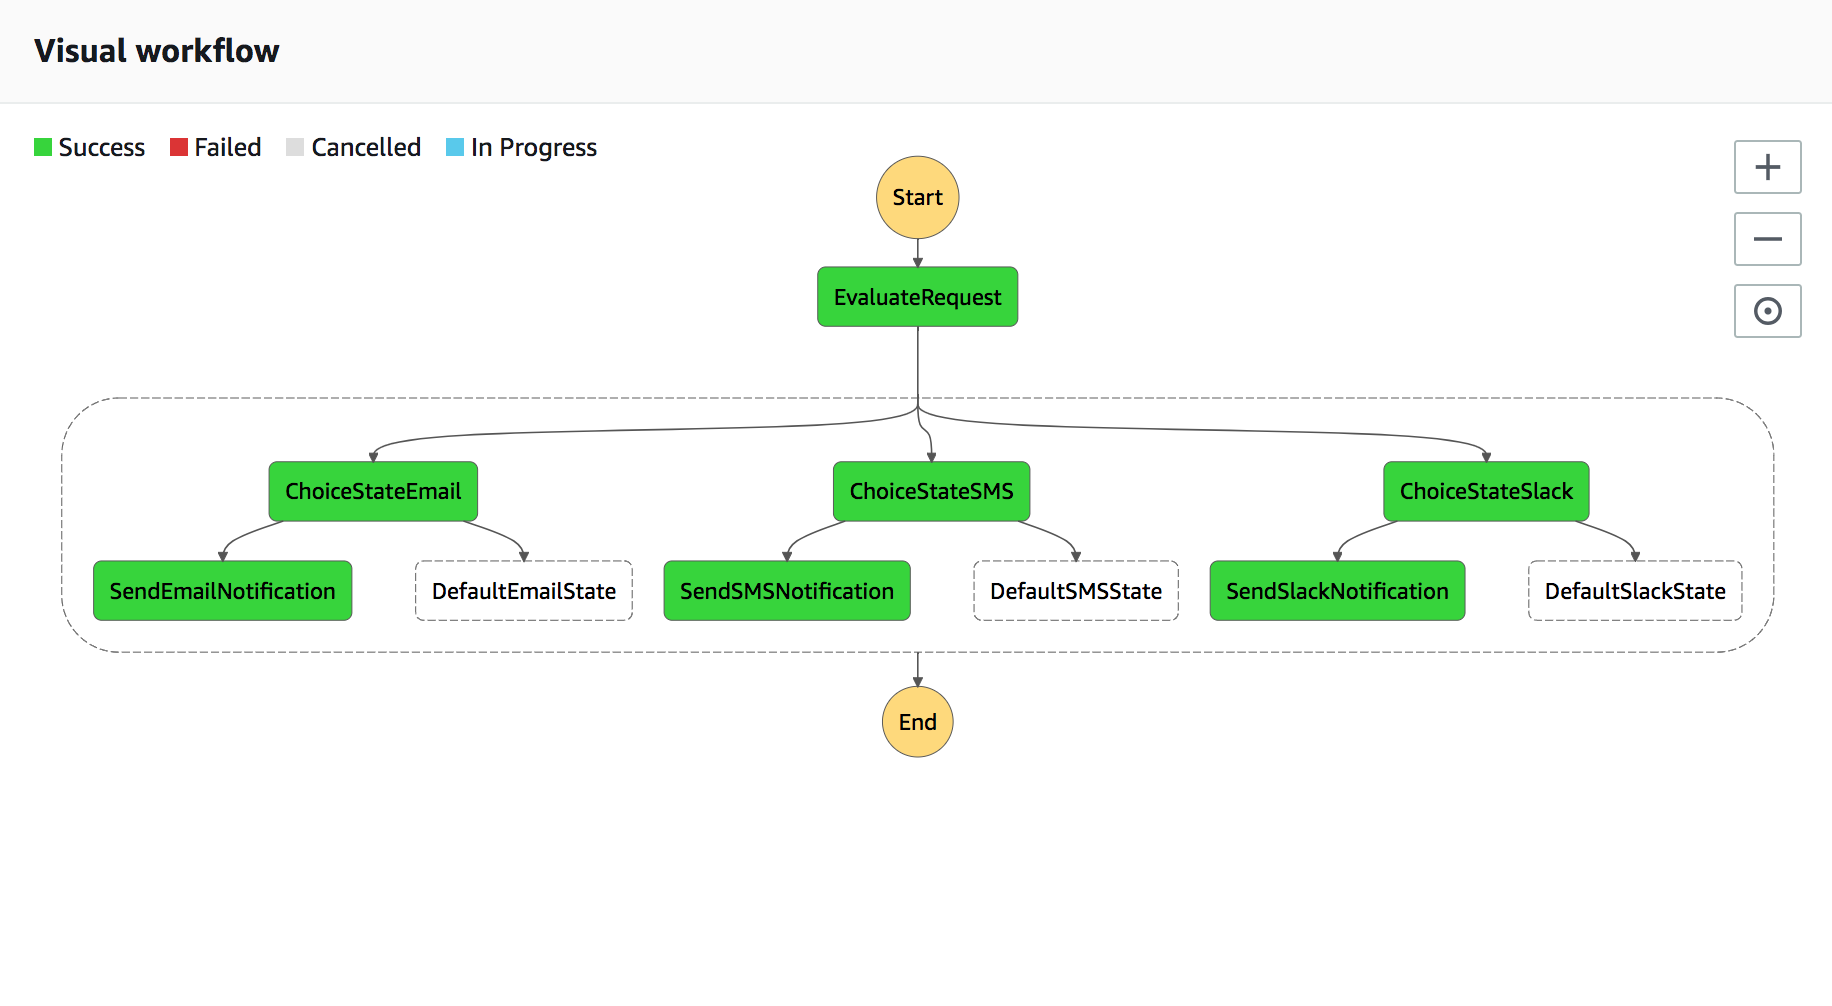 Visual workflow
Success Failed Cancelled In Progress
Start
EvaluateRequest
ChoiceStateEmail ChoiceStateSMS ChoiceStateSlack
SendEmailNotification DefaultEmailState SendSMSNotification DefaultSMSState SendSlackNotification DefaultSlackState
End